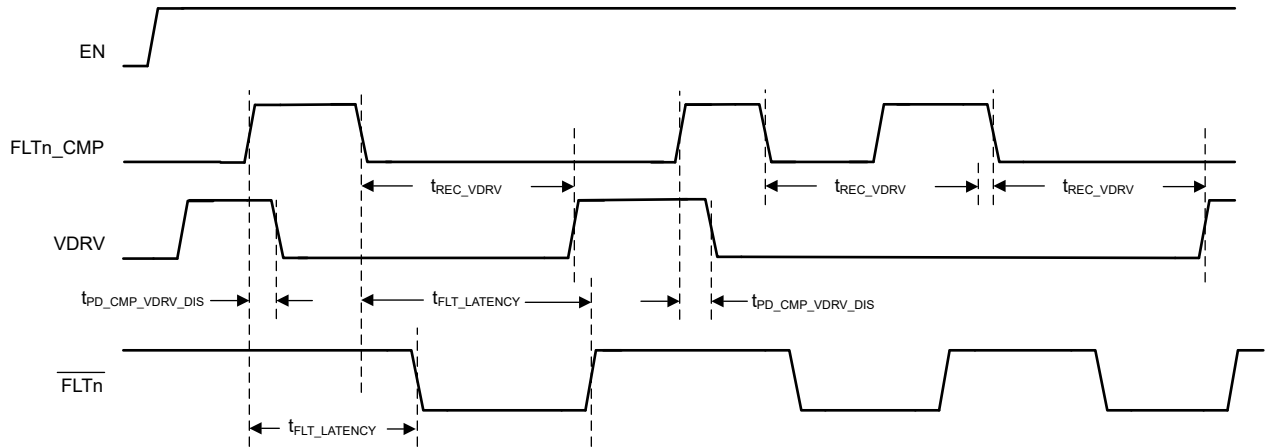 EN
FLTn_CMP
tREC_VDRV tREC_VDRV tREC_VDRV
VDRV
tPD_CMP_VDRV_DIS tFLT_LATENCY tPD_CMP_VDRV_DIS
FLTn
tFLT_LATENCY